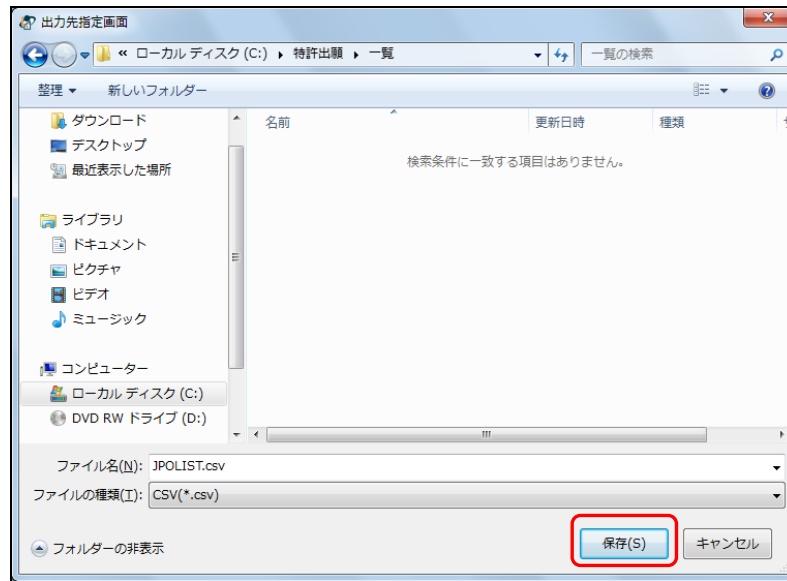 出力先指定画面
« ローカル ディスク (C:) 特許出願 一覧
一覧の検索
整理 新しいフォルダー
ダウンロード
デスクトップ
最近表示した場所
ライブラリ
ドキュメント
ピクチャ
ビデオ
ミュージック
コンピューター
ローカル ディスク (C:)
DVD RW ドライブ (D:)
名前 更新日時 種類
検索条件に一致する項目はありません。
ファイル名(N): JPOLIST.csv
ファイルの種類(T): CSV(*.csv)
フォルダーの非表示
保存(S) キャンセル